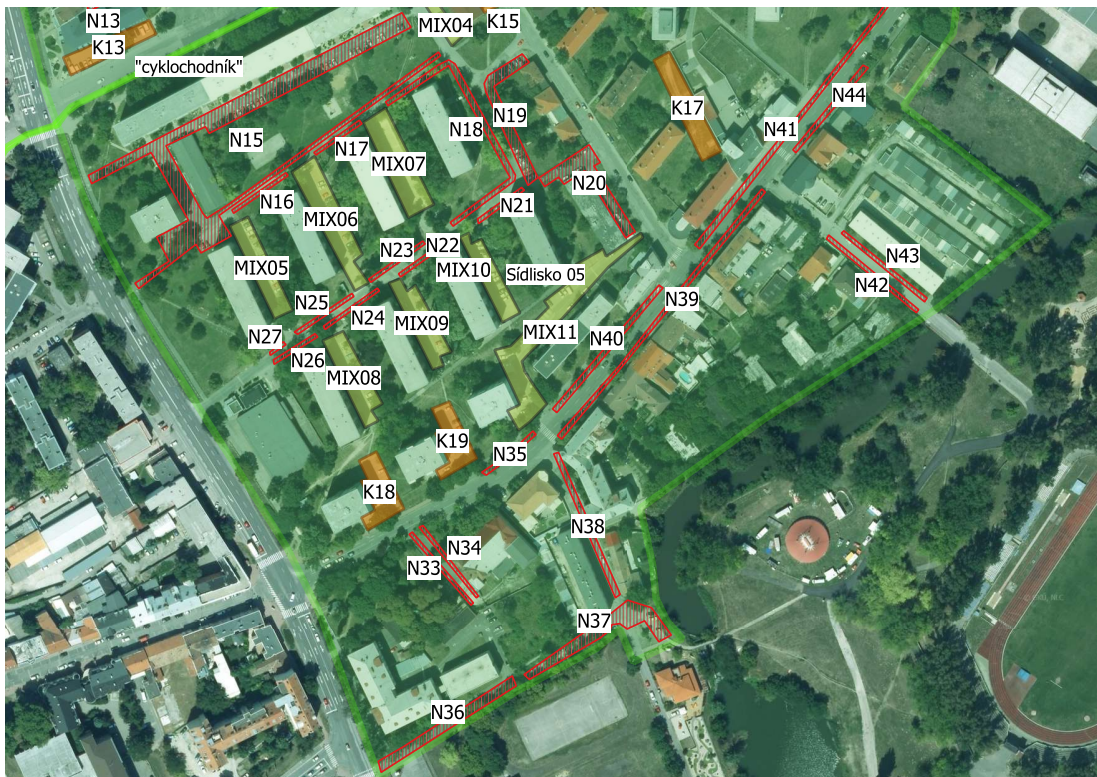 N13
K13
"cyklochodník"
MIX04
K15
N15
N17
N18
N19
MIX07
K17
N41
N44
N20
N16
MIX06
N21
MIX05
N23
N22
MIX10
Sídlisko 05
N43
N42
N25
N24
MIX09
N39
MIX11
N40
N27
N26
MIX08
K19
N35
K18
N38
N34
N33
N37
N36